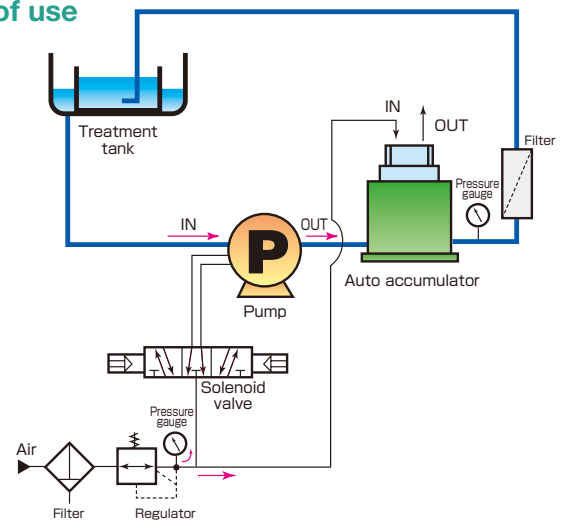 of use
Treatment
tank
IN
OUT
Filter
Pressure
gauge
IN
OUT
P
Auto accumulator
Pump
Solenoid
valve
Pressure
gauge
Air
Filter
Regulator